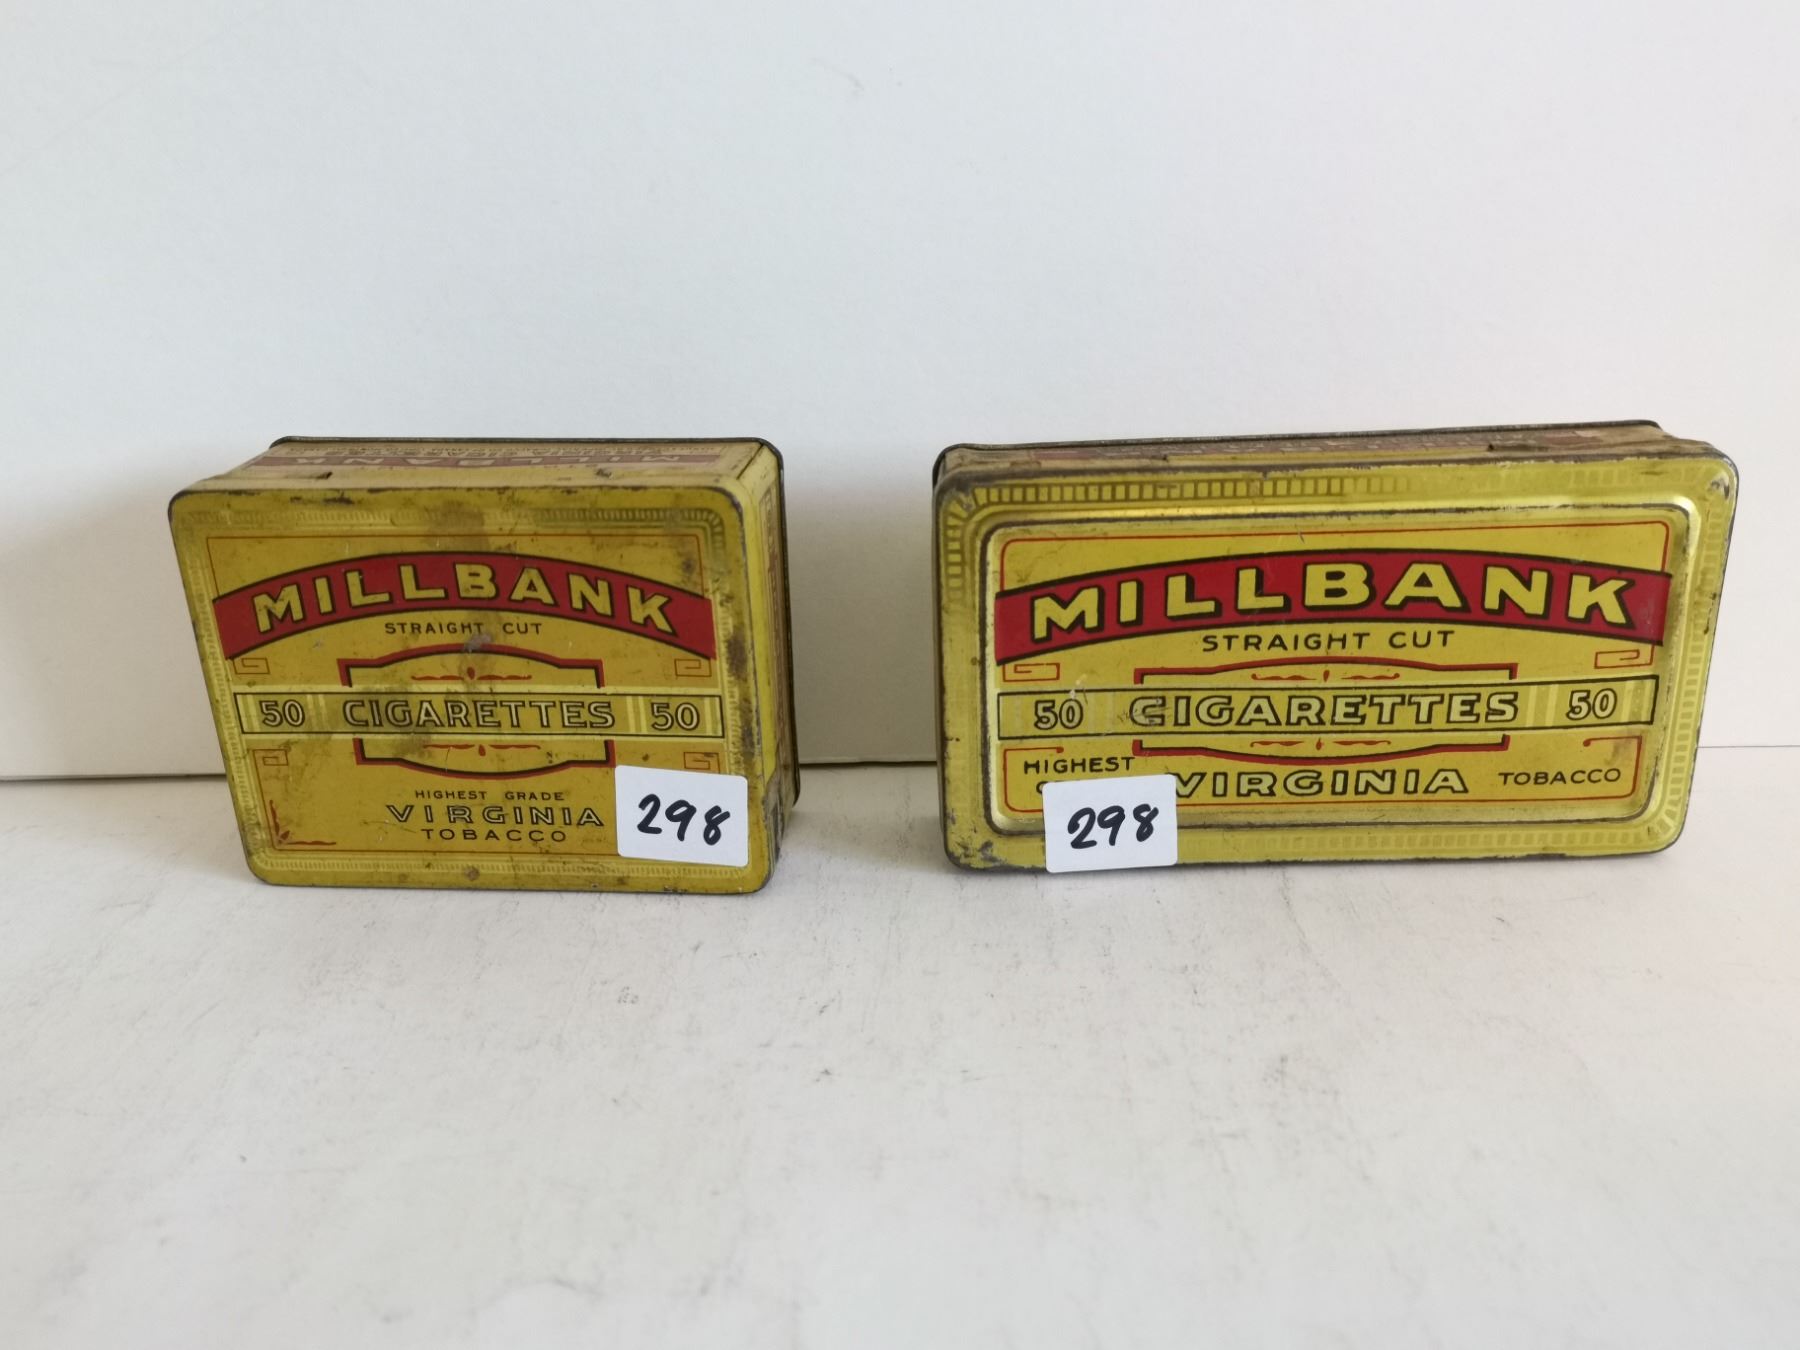 MILLBANK
MILLBANK
STRAIGHT CUT
50 CIGARETTES 50
HIGHEST GRADE
VIRGINIA
TOBACCO
298
MILLBANK
STRAIGHT CUT
50 CIGARETTES 50
HIGHEST
VIRGINIA TOBACCO
298